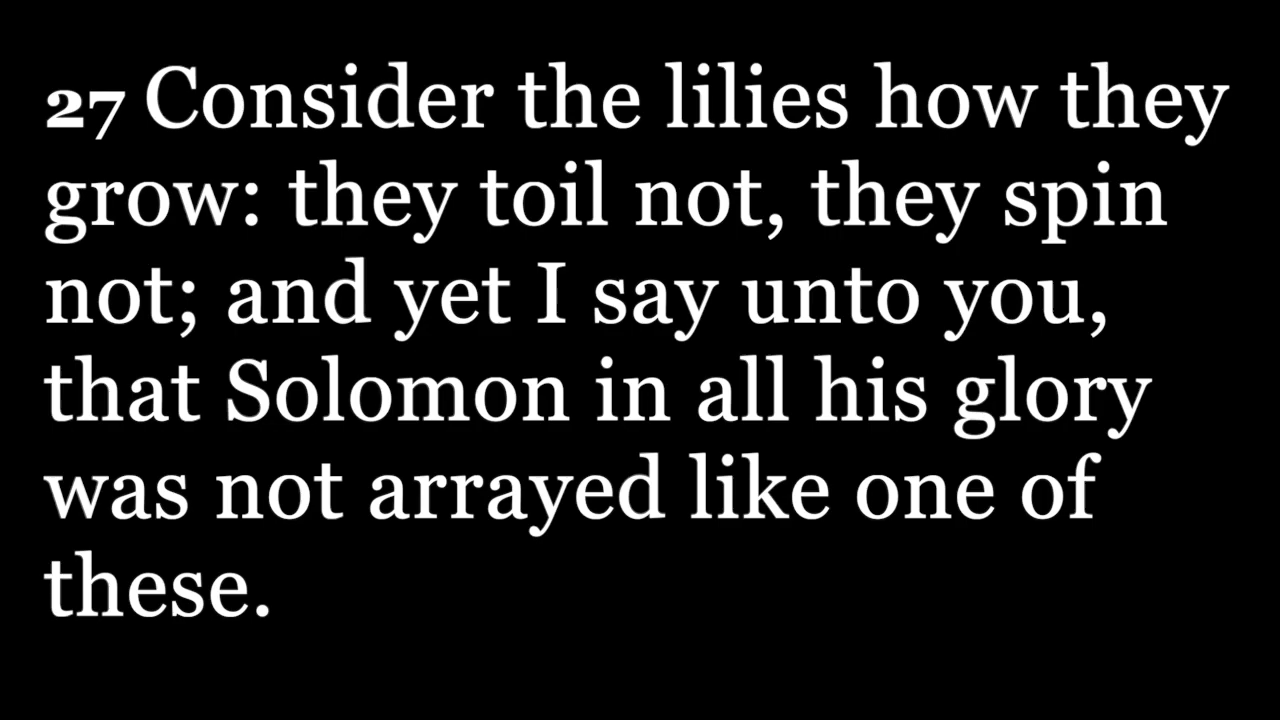 27 Consider the lilies how they
grow: they toil not, they spin
not; and yet I say unto you,
that Solomon in all his glory
was not arrayed like one of
these.